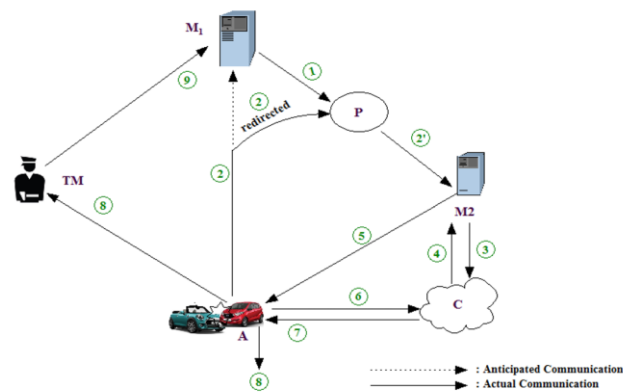 M₁
9
1
2
redirected
P
2'
TM
2
M2
8
5
4
3
6
C
7
A
8
: Anticipated Communication
: Actual Communication